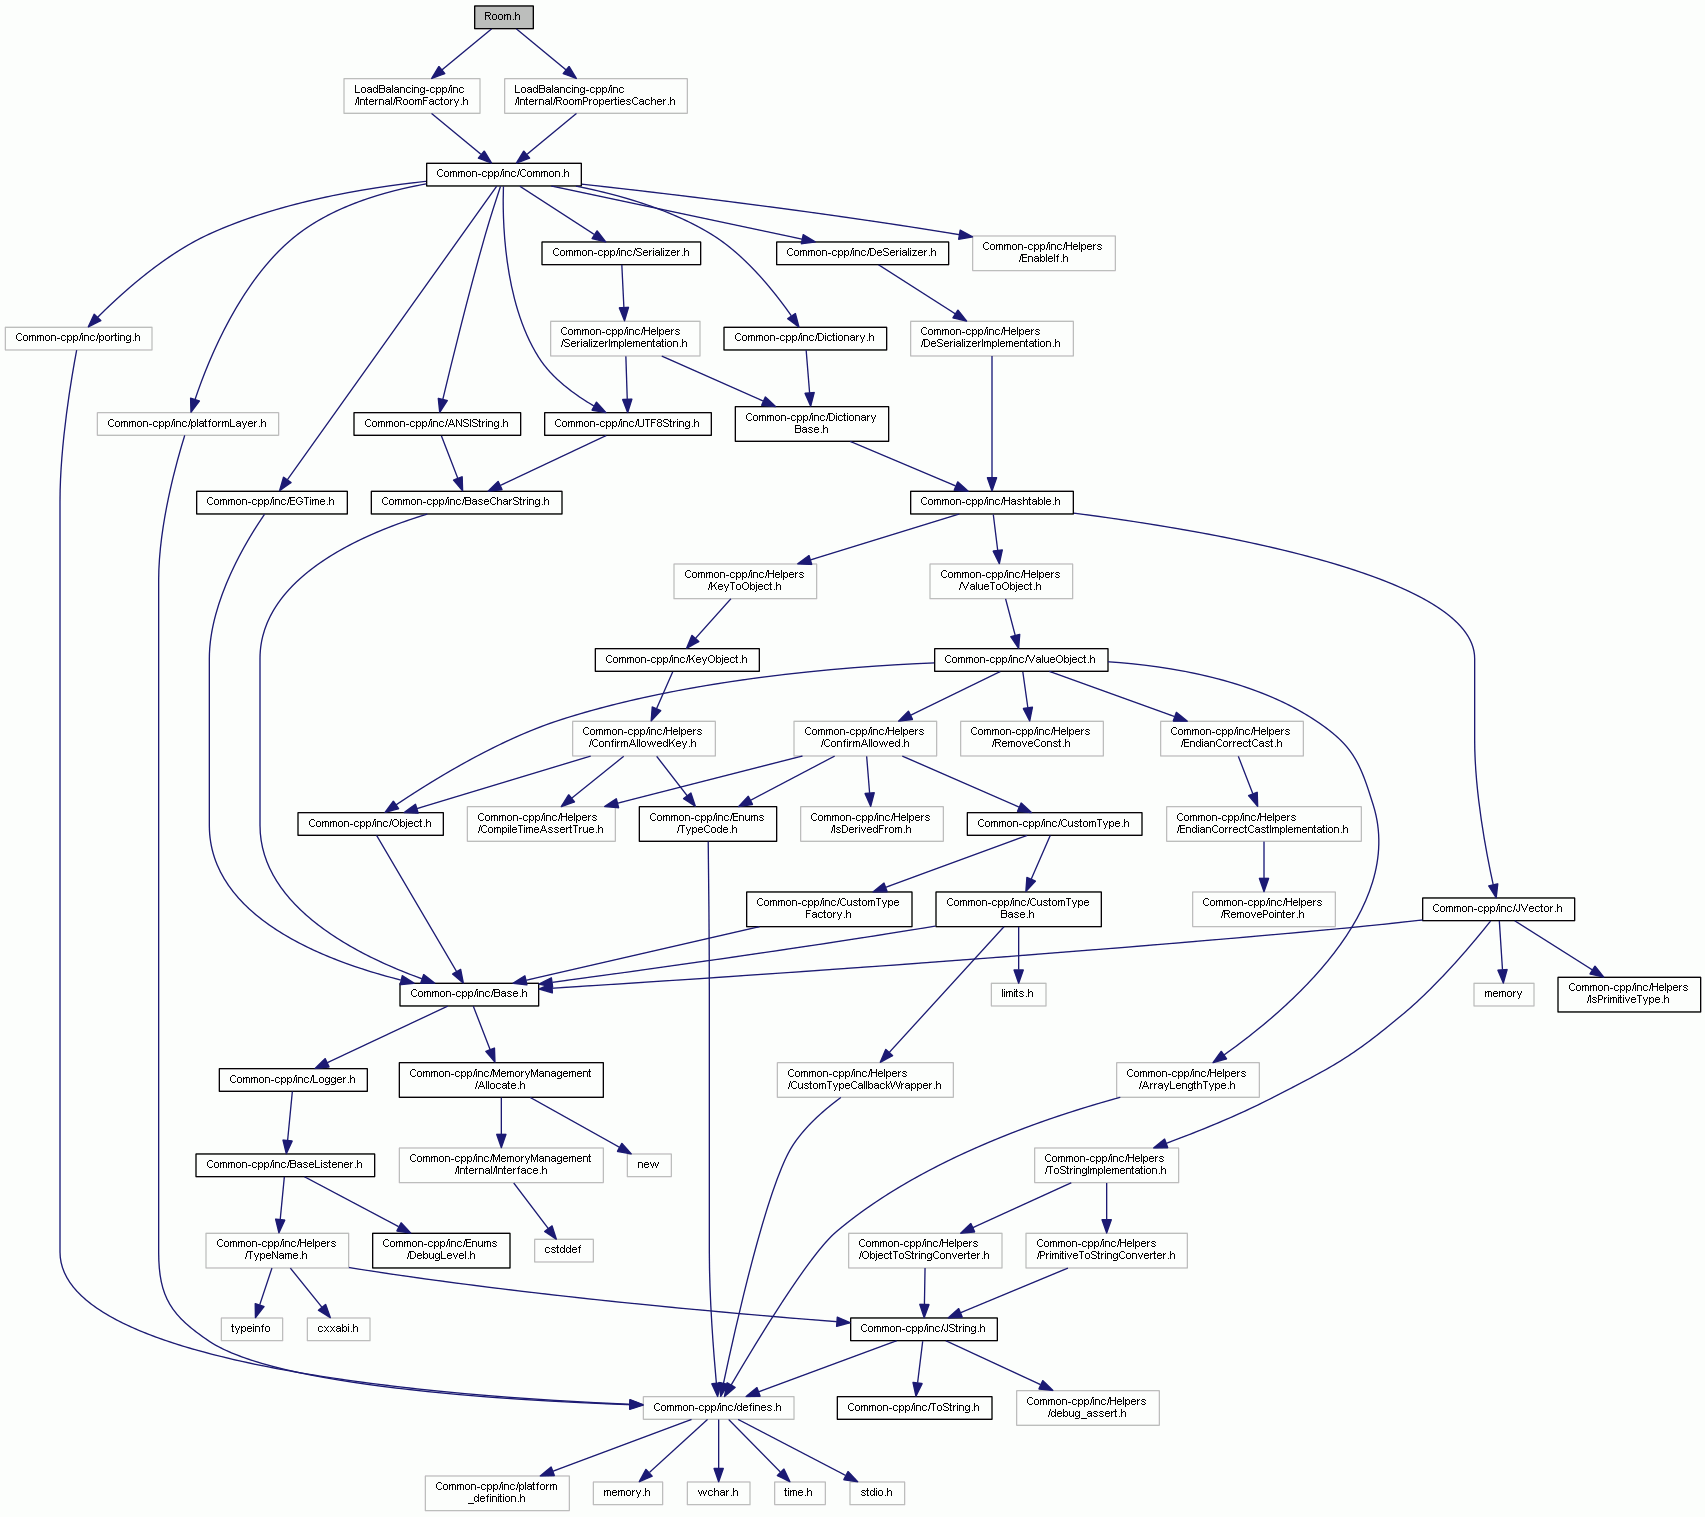 Room.h
LoadBalancing-cpp/inc
/Internal/RoomFactory.h
LoadBalancing-cpp/inc
/Internal/RoomPropertiesCacher.h
Common-cpp/inc/Common.h
Common-cpp/inc/Serializer.h
Common-cpp/inc/DeSerializer.h
Common-cpp/inc/Helpers
/EnableIf.h
Common-cpp/inc/porting.h
Common-cpp/inc/Helpers
/SerializerImplementation.h
Common-cpp/inc/Dictionary.h
Common-cpp/inc/Helpers
/DeSerializerImplementation.h
Common-cpp/inc/platformLayer.h
Common-cpp/inc/ANSIString.h
Common-cpp/inc/UTF8String.h
Common-cpp/inc/Dictionary
Base.h
Common-cpp/inc/EGTime.h
Common-cpp/inc/BaseCharString.h
Common-cpp/inc/Hashtable.h
Common-cpp/inc/Helpers
/KeyToObject.h
Common-cpp/inc/Helpers
/ValueToObject.h
Common-cpp/inc/KeyObject.h
Common-cpp/inc/ValueObject.h
Common-cpp/inc/Helpers
/ConfirmAllowedKey.h
Common-cpp/inc/Helpers
/ConfirmAllowed.h
Common-cpp/inc/Helpers
/RemoveConst.h
Common-cpp/inc/Helpers
/EndianCorrectCast.h
Common-cpp/inc/Object.h
Common-cpp/inc/Helpers
/CompileTimeAssertTrue.h
Common-cpp/inc/Enums
/TypeCode.h
Common-cpp/inc/Helpers
/IsDerivedFrom.h
Common-cpp/inc/CustomType.h
Common-cpp/inc/Helpers
/EndianCorrectCastImplementation.h
Common-cpp/inc/CustomType
Factory.h
Common-cpp/inc/CustomType
Base.h
Common-cpp/inc/Helpers
/RemovePointer.h
Common-cpp/inc/JVector.h
Common-cpp/inc/Base.h
limits.h
memory
Common-cpp/inc/Helpers
/IsPrimitiveType.h
Common-cpp/inc/Logger.h
Common-cpp/inc/MemoryManagement
/Allocate.h
Common-cpp/inc/Helpers
/CustomTypeCallbackWrapper.h
Common-cpp/inc/Helpers
/ArrayLengthType.h
Common-cpp/inc/BaseListener.h
Common-cpp/inc/MemoryManagement
/Internal/Interface.h
new
Common-cpp/inc/Helpers
/ToStringImplementation.h
Common-cpp/inc/Helpers
/TypeName.h
Common-cpp/inc/Enums
/DebugLevel.h
cstddef
Common-cpp/inc/Helpers
/ObjectToStringConverter.h
Common-cpp/inc/Helpers
/PrimitiveToStringConverter.h
typeinfo
cxxabi.h
Common-cpp/inc/JString.h
Common-cpp/inc/defines.h
Common-cpp/inc/ToString.h
Common-cpp/inc/Helpers
/debug_assert.h
Common-cpp/inc/platform
_definition.h
memory.h
wchar.h
time.h
stdio.h